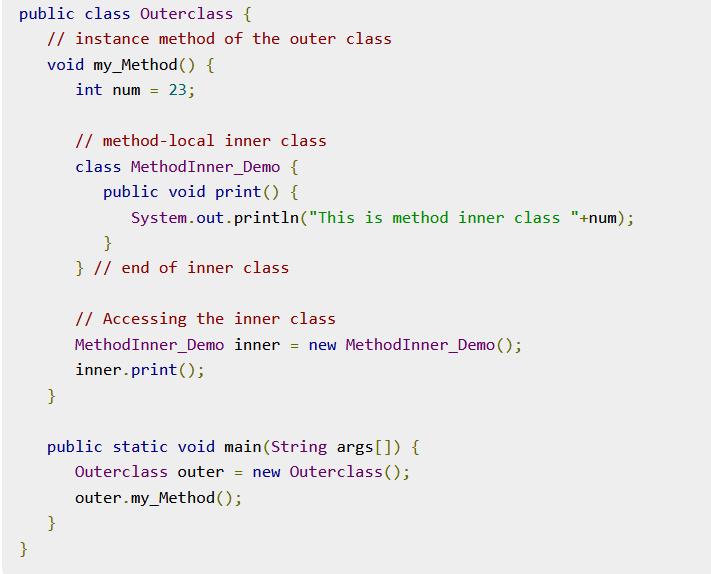 public class Outerclass {
   // instance method of the outer class
   void my_Method() {
      int num = 23;

      // method-local inner class
      class MethodInner_Demo {
         public void print() {
            System.out.println("This is method inner class "+num);
         }
      } // end of inner class

      // Accessing the inner class
      MethodInner_Demo inner = new MethodInner_Demo();
      inner.print();
   }

   public static void main(String args[]) {
      Outerclass outer = new Outerclass();
      outer.my_Method();
   }
}